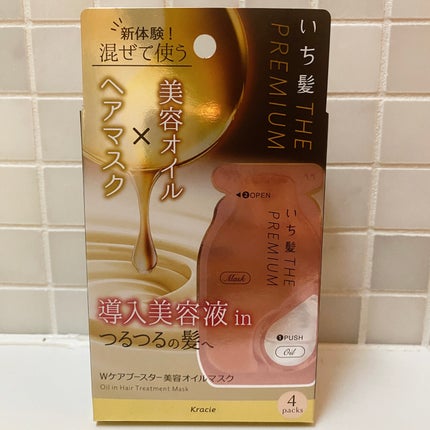 新体験！
混ぜて使う
美容オイル
×
ヘアマスク
いち髪 THE
PREMIUM
◀②OPEN
いち髪 THE
PREMIUM
Mask
①PUSH
Oil
導入美容液 in
つるつるの髪へ
Wケアブースター美容オイルマスク
Oil in Hair Treatment Mask
4
packs
Kracie